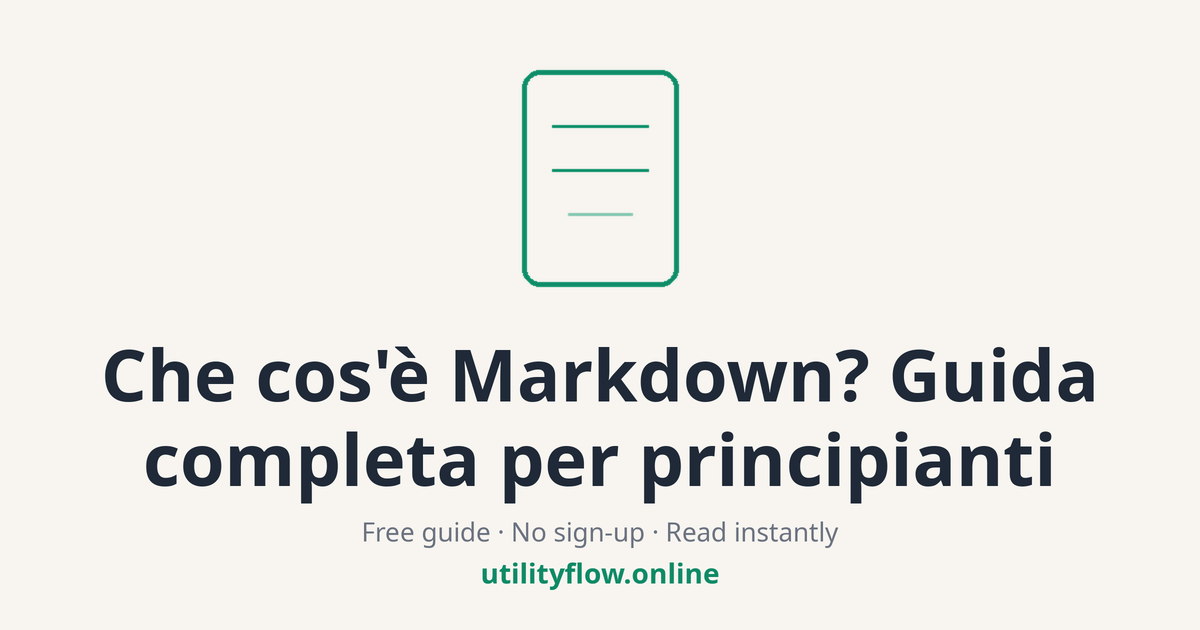 Che cos'è Markdown? Guida
completa per principianti
Free guide · No sign-up · Read instantly
utilityflow.online